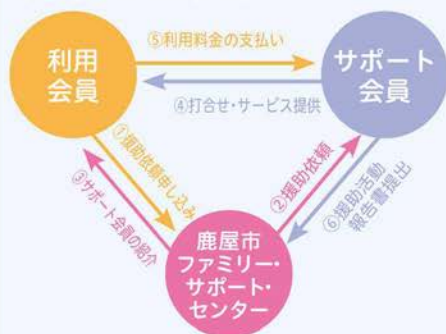 利用
会員
⑤利用料金の支払い
サポート
会員
④打合せ・サービス提供
①援助依頼申し込み
③サポート会員の紹介
②援助依頼
⑥援助活動
報告書提出
鹿屋市
ファミリー・
サポート・
センター